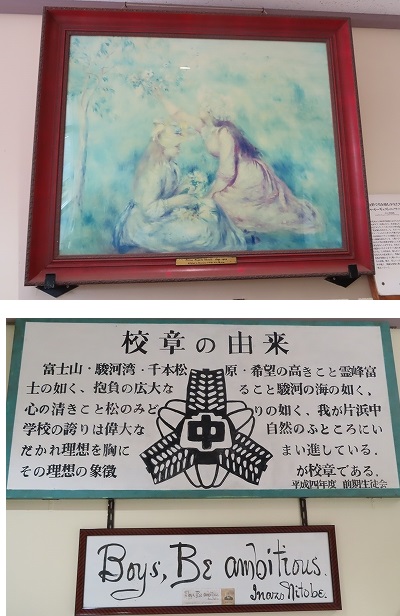 校章の由来
富士山・駿河湾・千本松原・希望の高きこと霊峰富
士の如く、抱負の広大なること駿河の海の如く，
心の清きこと松のみどりの如く、我が片浜中
学校の誇りは偉大な自然のふところにい
だかれ理想を胸にまい進している．
その理想の象徴が校章である．
中
平成四年度 前期生徒会
Boys, Be ambitious.
Inazo Nitobe.